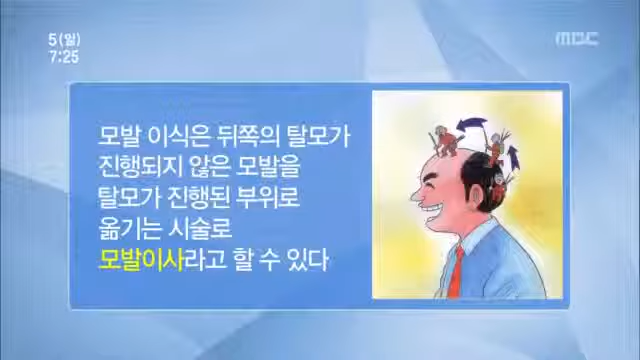 5(일)
7:25
MBC
모발 이식은 뒤쪽의 탈모가
진행되지 않은 모발을
탈모가 진행된 부위로
옮기는 시술로
모발이사라고 할 수 있다